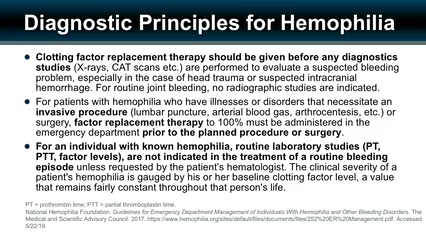 Diagnostic Principles for Hemophilia
• Clotting factor replacement therapy should be given before any diagnostics
studies (X-rays, CAT scans etc.) are performed to evaluate a suspected bleeding
problem, especially in the case of head trauma or suspected intracranial
hemorrhage. For routine joint bleeding, no radiographic studies are indicated.
• For patients with hemophilia who have illnesses or disorders that necessitate an
invasive procedure (lumbar puncture, arterial blood gas, arthrocentesis, etc.) or
surgery, factor replacement therapy to 100% must be administered in the
emergency department prior to the planned procedure or surgery.
• For an individual with known hemophilia, routine laboratory studies (PT,
PTT, factor levels), are not indicated in the treatment of a routine bleeding
episode unless requested by the patient's hematologist. The clinical severity of a
patient's hemophilia is gauged by his or her baseline clotting factor level, a value
that remains fairly constant throughout that person's life.
PT = prothrombin time; PTT = partial thromboplastin time.
National Hemophilia Foundation. Guidelines for Emergency Department Management of Individuals With Hemophilia and Other Bleeding Disorders. The
Medical and Scientific Advisory Council. 2017. https://www.hemophilia.org/sites/default/files/documents/files/252%20ER%20Management.pdf. Accessed
5/22/19.